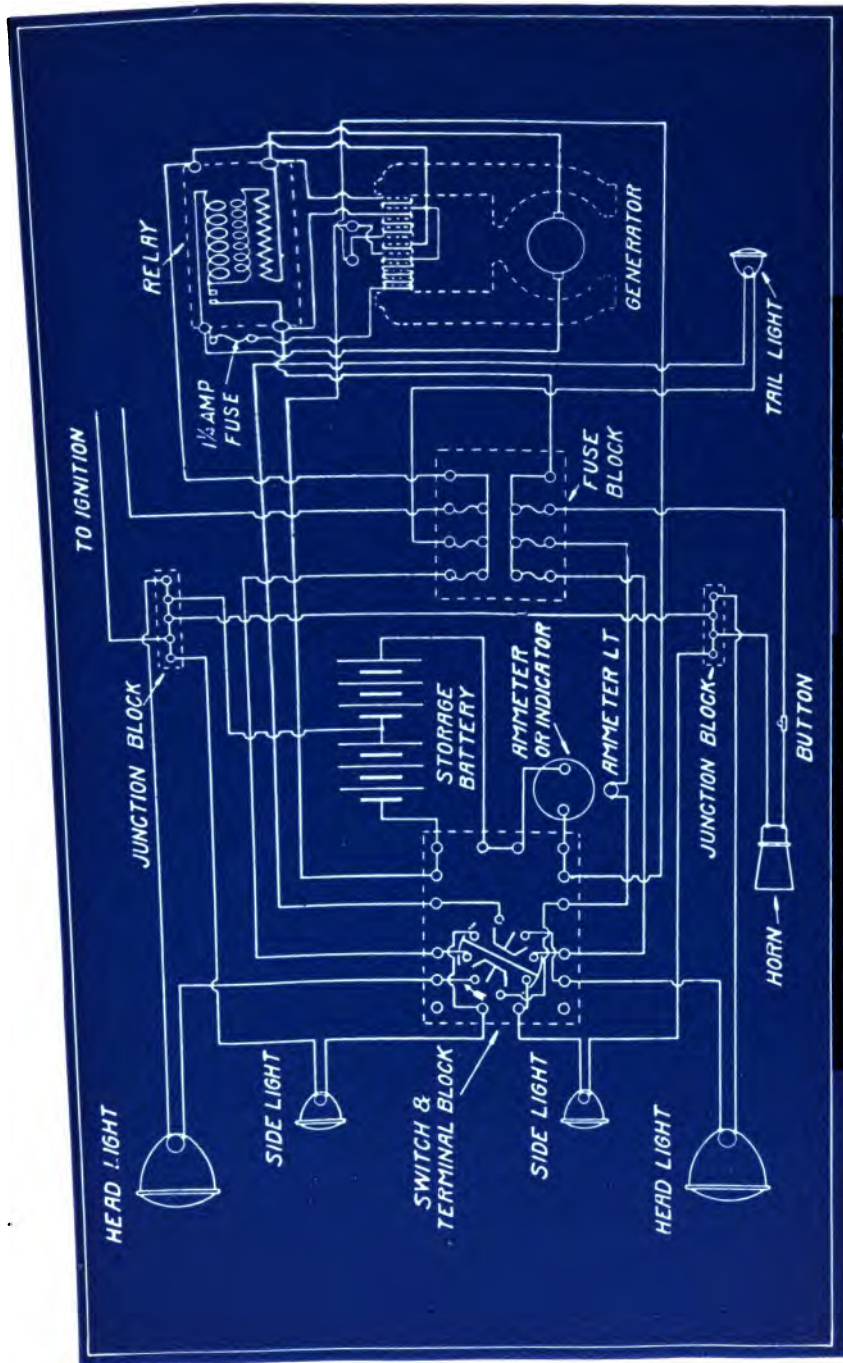 RELAY
1½ AMP
FUSE
GENERATOR
TAIL LIGHT
TO IGNITION
FUSE
BLOCK
JUNCTION BLOCK
STORAGE
BATTERY
AMMETER
OR INDICATOR
AMMETER LT
JUNCTION BLOCK
BUTTON
HORN
HEAD LIGHT
SIDE LIGHT
SWITCH &
TERMINAL BLOCK
SIDE LIGHT
HEAD LIGHT